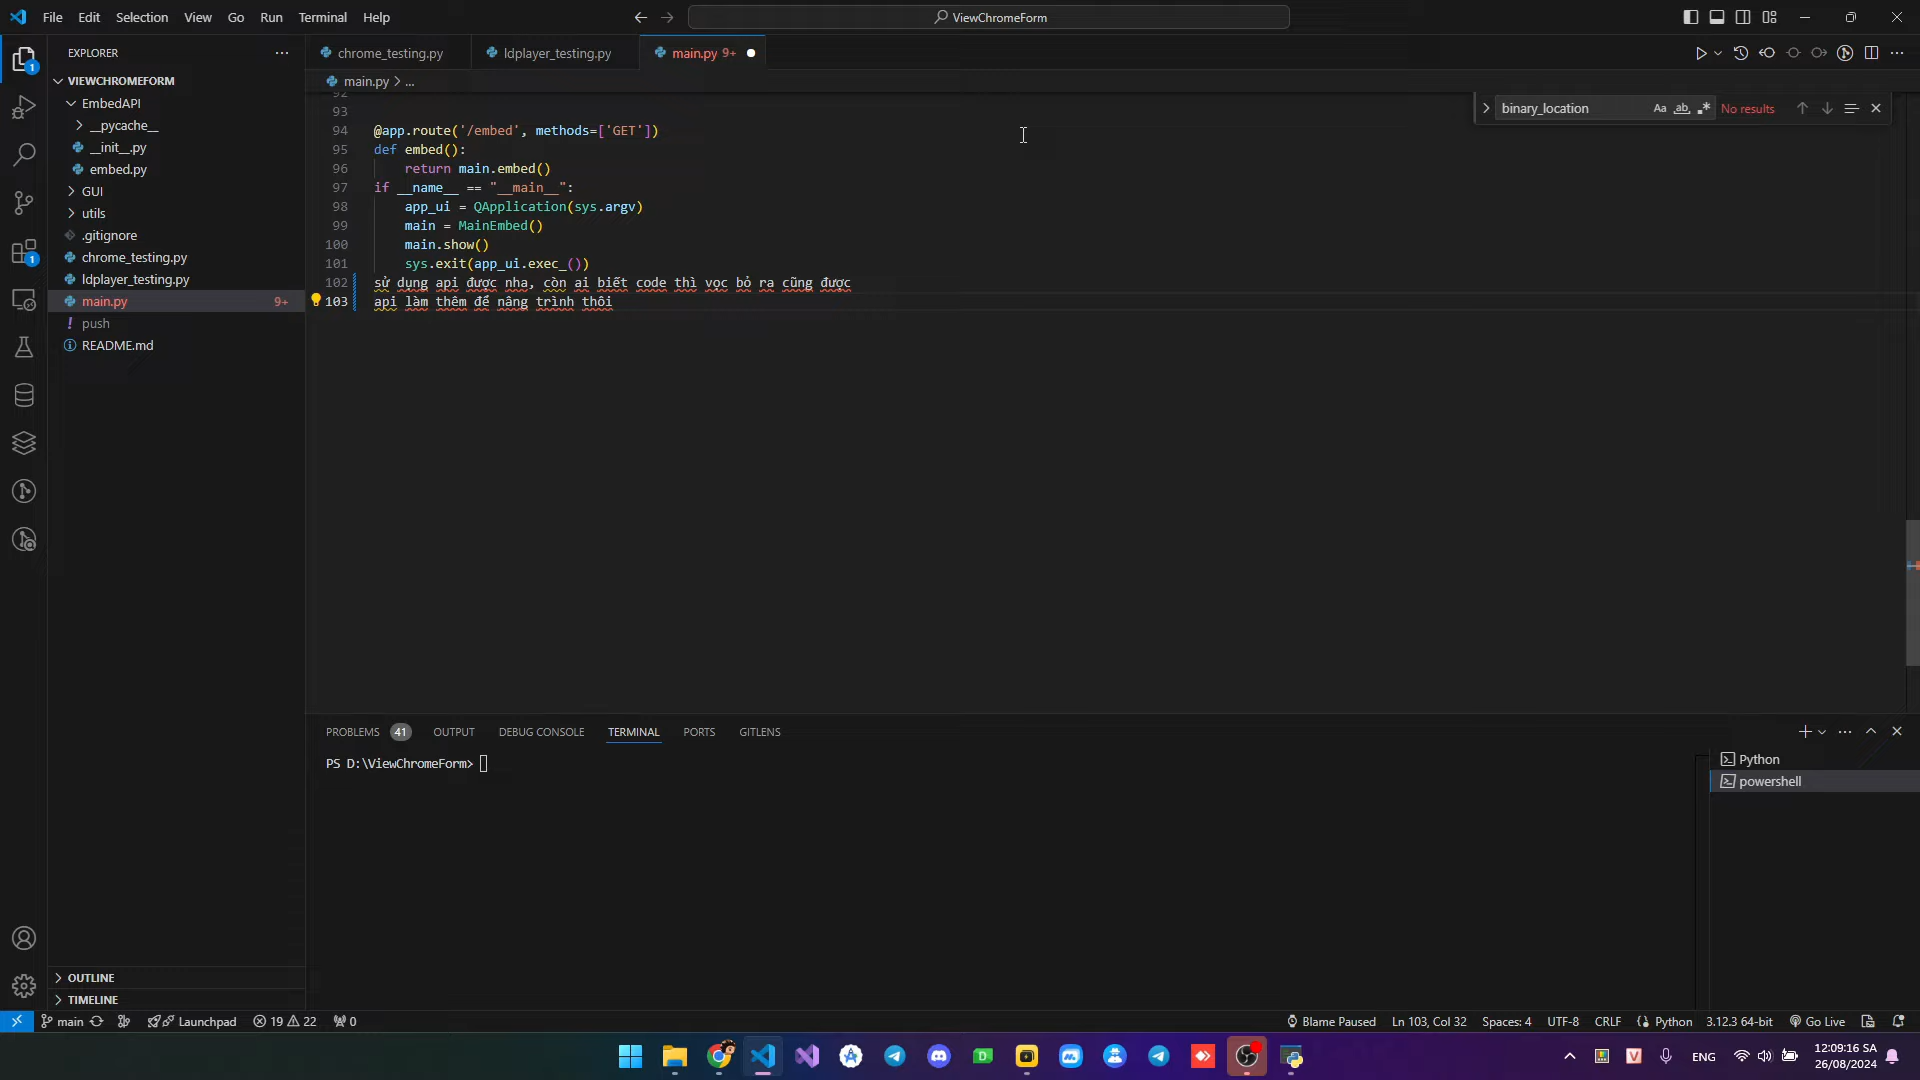 File Edit Selection View Go Run Terminal Help
ViewChromeForm
EXPLORER
chrome_testing.py
ldplayer_testing.py
main.py 9+
VIEWCHROMEFORM
main.py > ...
EmbedAPI
__pycache__
__init__.py
embed.py
GUI
utils
.gitignore
chrome_testing.py
ldplayer_testing.py
main.py 9+
push
README.md
binary_location
Aa ab .* No results
92
93
94 @app.route('/embed', methods=['GET'])
95 def embed():
96 return main.embed()
97 if __name__ == "__main__":
98 app_ui = QApplication(sys.argv)
99 main = MainEmbed()
100 main.show()
101 sys.exit(app_ui.exec_())
102 sử dụng api được nha, còn ai biết code thì vọc bỏ ra cũng được
103 api làm thêm để nâng trình thôi
PROBLEMS 41 OUTPUT DEBUG CONSOLE TERMINAL PORTS GITLENS
PS D:\ViewChromeForm>
Python
powershell
OUTLINE
TIMELINE
main Launchpad 19 22 0
Blame Paused Ln 103, Col 32 Spaces: 4 UTF-8 CRLF Python 3.12.3 64-bit Go Live
ENG
12:09:16 SA
26/08/2024